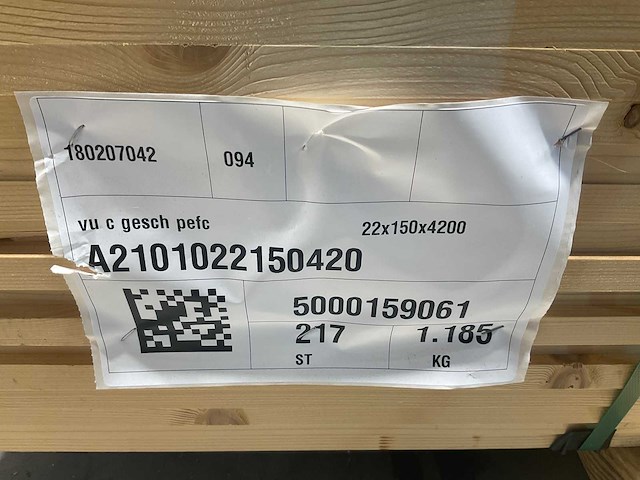 180207042 094
vu c gesch pefc 22x150x4200
A2101022150420
5000159061
217 1.185
ST KG